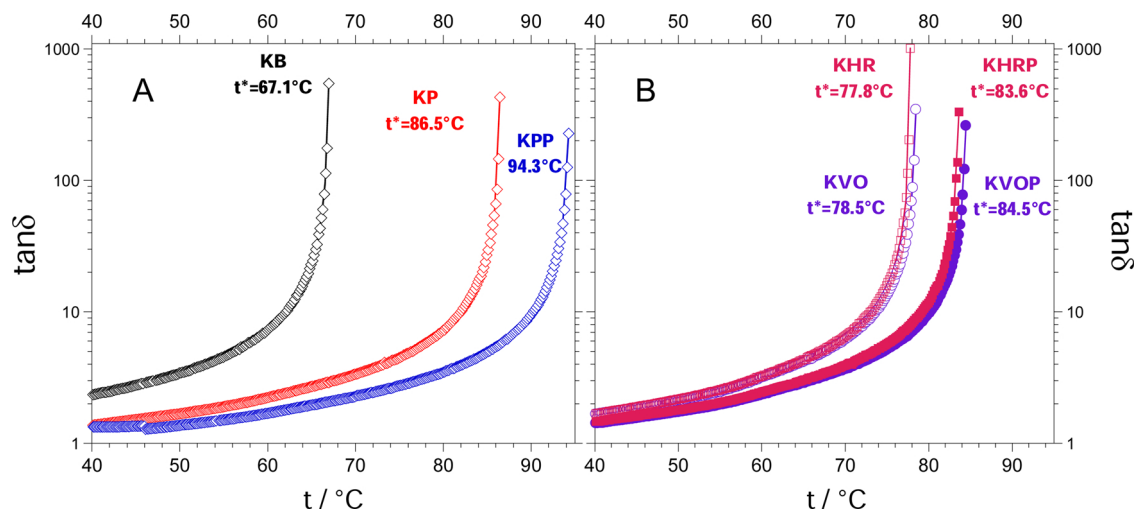 40 50 60 70 80 90 40 50 60 70 80 90
1000
100
10
1
tanδ
A
KB
t*=67.1°C
KP
t*=86.5°C
KPP
94.3°C
40 50 60 70 80 90
t / °C
B
KHR
t*=77.8°C
KHRP
t*=83.6°C
KVO
t*=78.5°C
KVOP
t*=84.5°C
1000
100
10
1
tanδ
40 50 60 70 80 90
t / °C